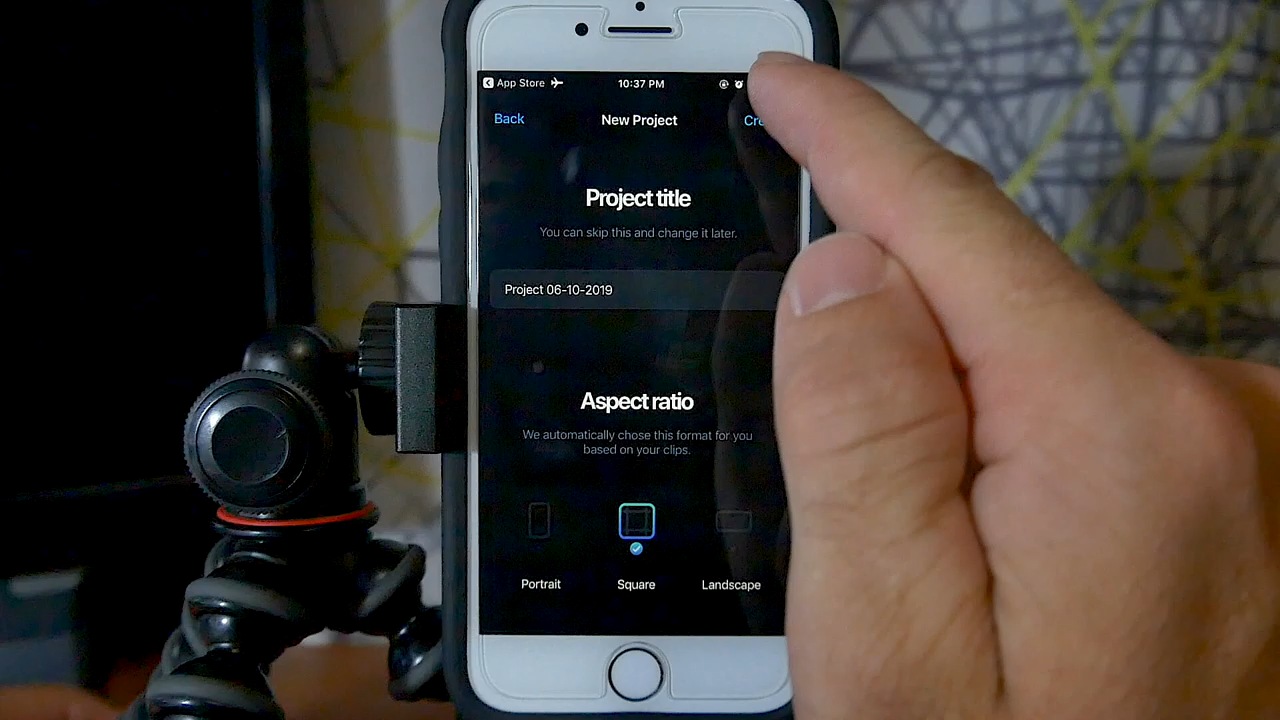 App Store 10:37 PM
Back New Project
Project title
You can skip this and change it later.
Project 06-10-2019
Aspect ratio
We automatically chose this format for you
based on your clips.
Portrait Square Landscape